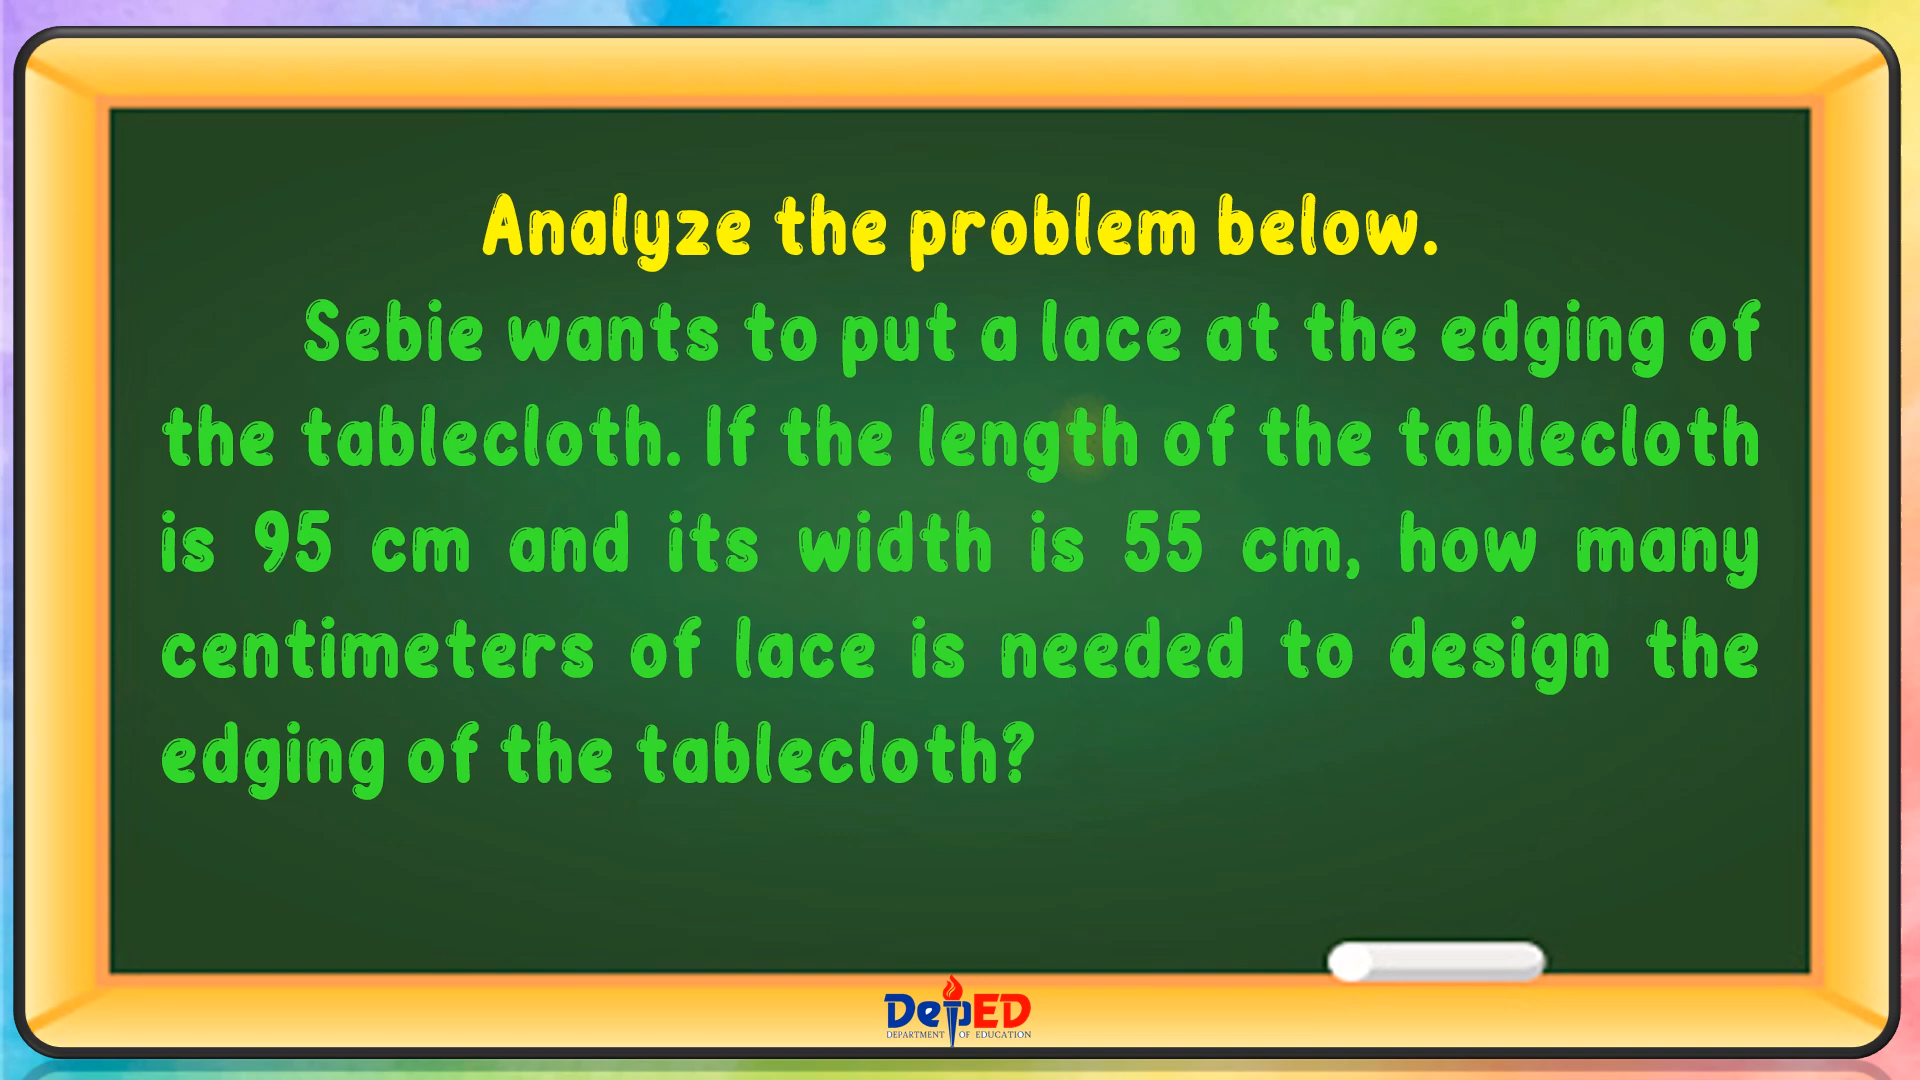 Analyze the problem below.
Sebie wants to put a lace at the edging of
the tablecloth. If the length of the tablecloth
is 95 cm and its width is 55 cm, how many
centimeters of lace is needed to design the
edging of the tablecloth?
DepED
DEPARTMENT OF EDUCATION